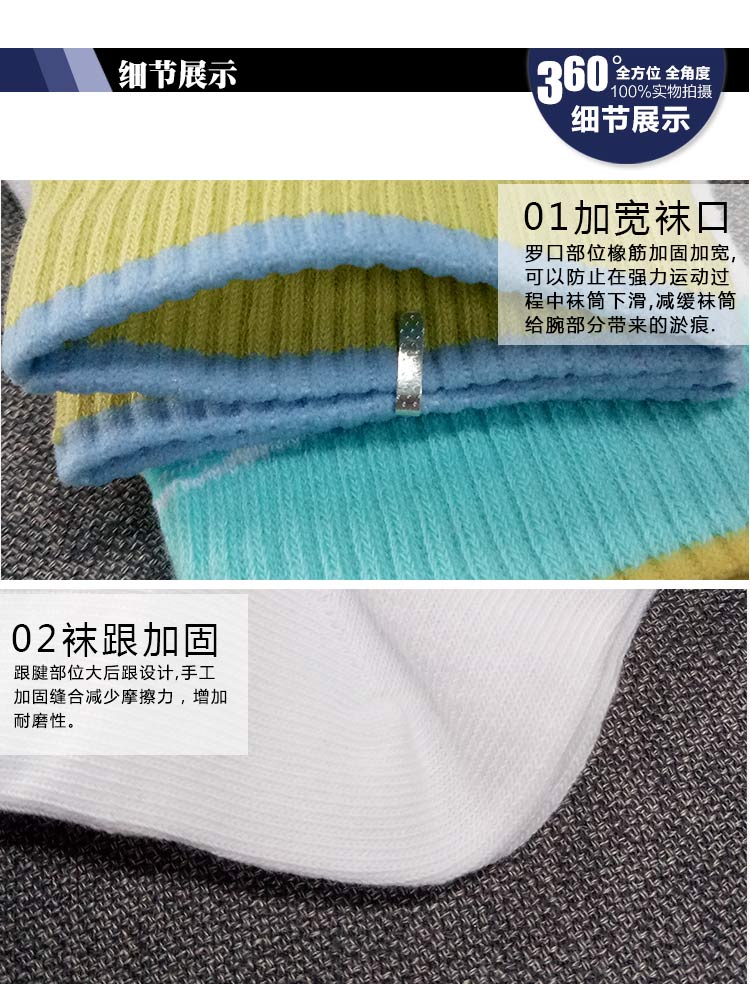 细节展示
360°全方位 全角度
100%实物拍摄
细节展示
01加宽袜口
罗口部位橡筋加固加宽,
可以防止在强力运动过
程中袜筒下滑,减缓袜筒
给腕部分带来的淤痕.
02袜跟加固
跟腱部位大后跟设计,手工
加固缝合减少摩擦力，增加
耐磨性。